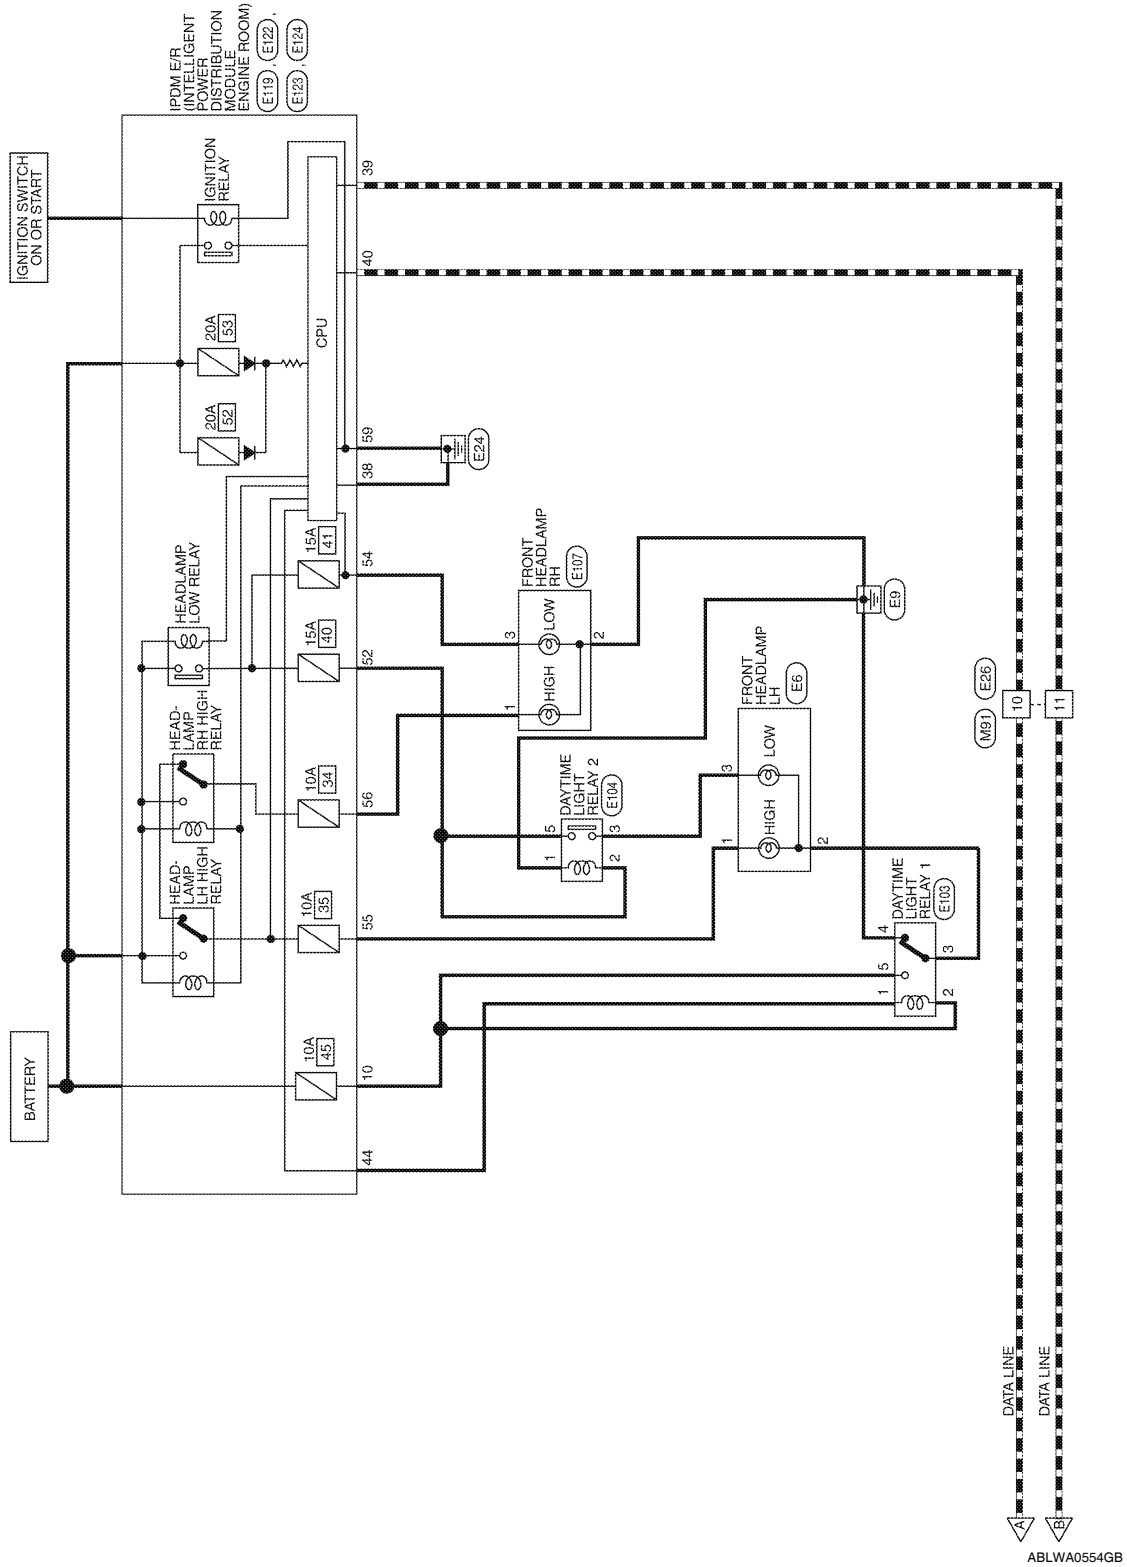 IGNITION SWITCH
ON OR START
BATTERY
IPDM E/R
(INTELLIGENT
POWER
DISTRIBUTION
MODULE
ENGINE ROOM)
E119 , E122 ,
E123 , E124
IGNITION
RELAY
20A
53
20A
52
HEADLAMP
LOW RELAY
HEAD-
LAMP
RH HIGH
RELAY
HEAD-
LAMP
LH HIGH
RELAY
CPU
15A
41
15A
40
10A
34
10A
35
10A
45
39
40
59
38
54
52
56
55
10
44
E24
FRONT
HEADLAMP
RH
E107
3
LOW
HIGH
1
2
E9
FRONT
HEADLAMP
LH
E6
3
LOW
HIGH
1
2
DAYTIME
LIGHT
RELAY 2
E104
5
3
1
2
DAYTIME
LIGHT
RELAY 1
E103
4
5
3
1
2
M91
E26
10
11
DATA LINE
DATA LINE
A
B
ABLWA0554GB